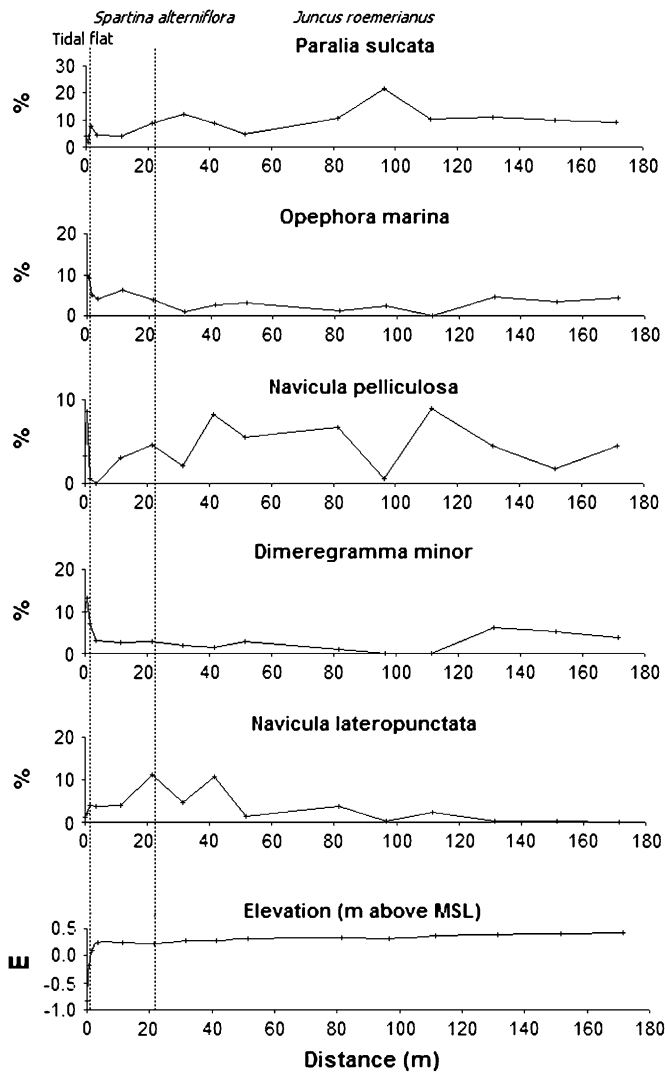 Spartina alterniflora Juncus roemerianus
Tidal flat
Paralia sulcata
%
30
20
10
0
0 20 40 60 80 100 120 140 160 180
Opephora marina
%
20
10
0
0 20 40 60 80 100 120 140 160 180
Navicula pelliculosa
%
10
0
0 20 40 60 80 100 120 140 160 180
Dimeregramma minor
%
20
10
0
0 20 40 60 80 100 120 140 160 180
Navicula lateropunctata
%
20
10
0
0 20 40 60 80 100 120 140 160 180
Elevation (m above MSL)
E
0.5
0.0
-0.5
-1.0
0 20 40 60 80 100 120 140 160 180
Distance (m)